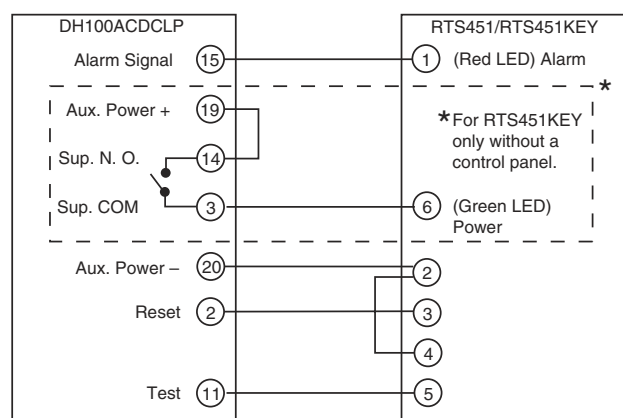 DH100ACDCLP
RTS451/RTS451KEY
Alarm Signal 15 1 (Red LED) Alarm
*
Aux. Power + 19
*For RTS451KEY
only without a
control panel.
Sup. N. O. 14
Sup. COM 3 6 (Green LED)
Power
Aux. Power – 20 2
Reset 2 3
4
Test 11 5